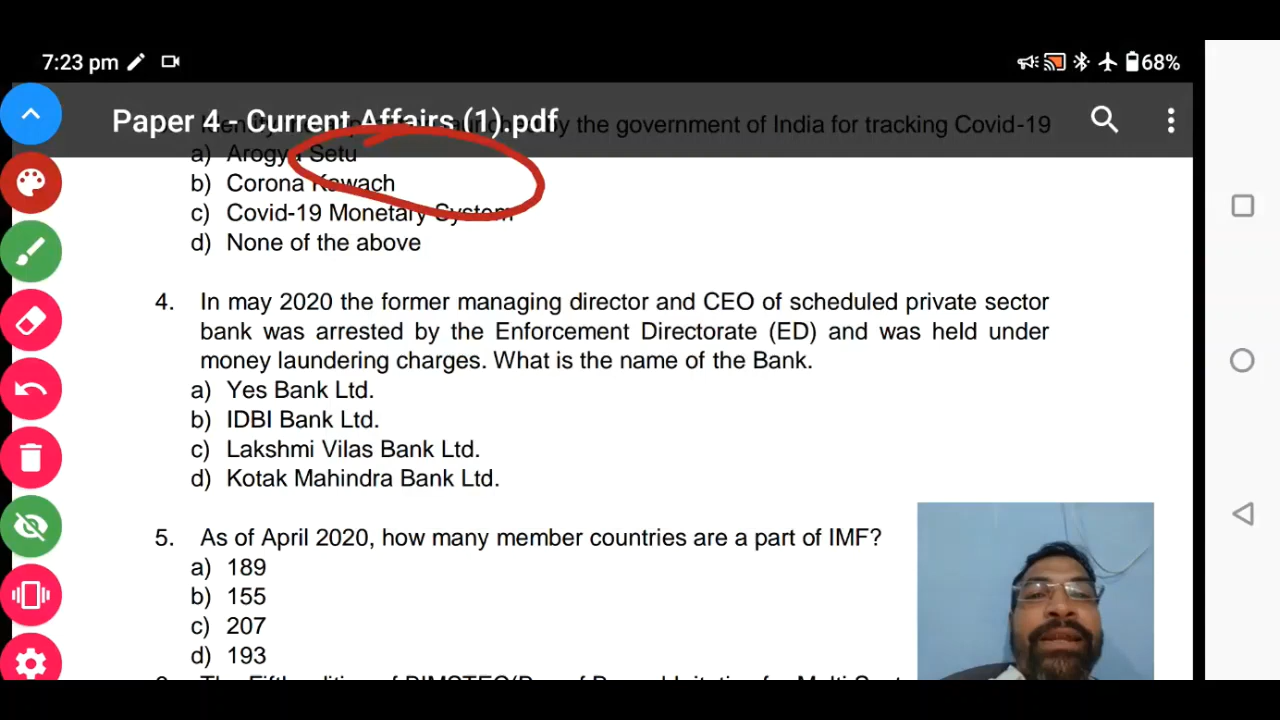 7:23 pm 68%
Paper 4 - Current Affairs (1).pdf
by the government of India for tracking Covid-19
a) Arogya Setu
b) Corona Kawach
c) Covid-19 Monetary System
d) None of the above
4. In may 2020 the former managing director and CEO of scheduled private sector
bank was arrested by the Enforcement Directorate (ED) and was held under
money laundering charges. What is the name of the Bank.
a) Yes Bank Ltd.
b) IDBI Bank Ltd.
c) Lakshmi Vilas Bank Ltd.
d) Kotak Mahindra Bank Ltd.
5. As of April 2020, how many member countries are a part of IMF?
a) 189
b) 155
c) 207
d) 193